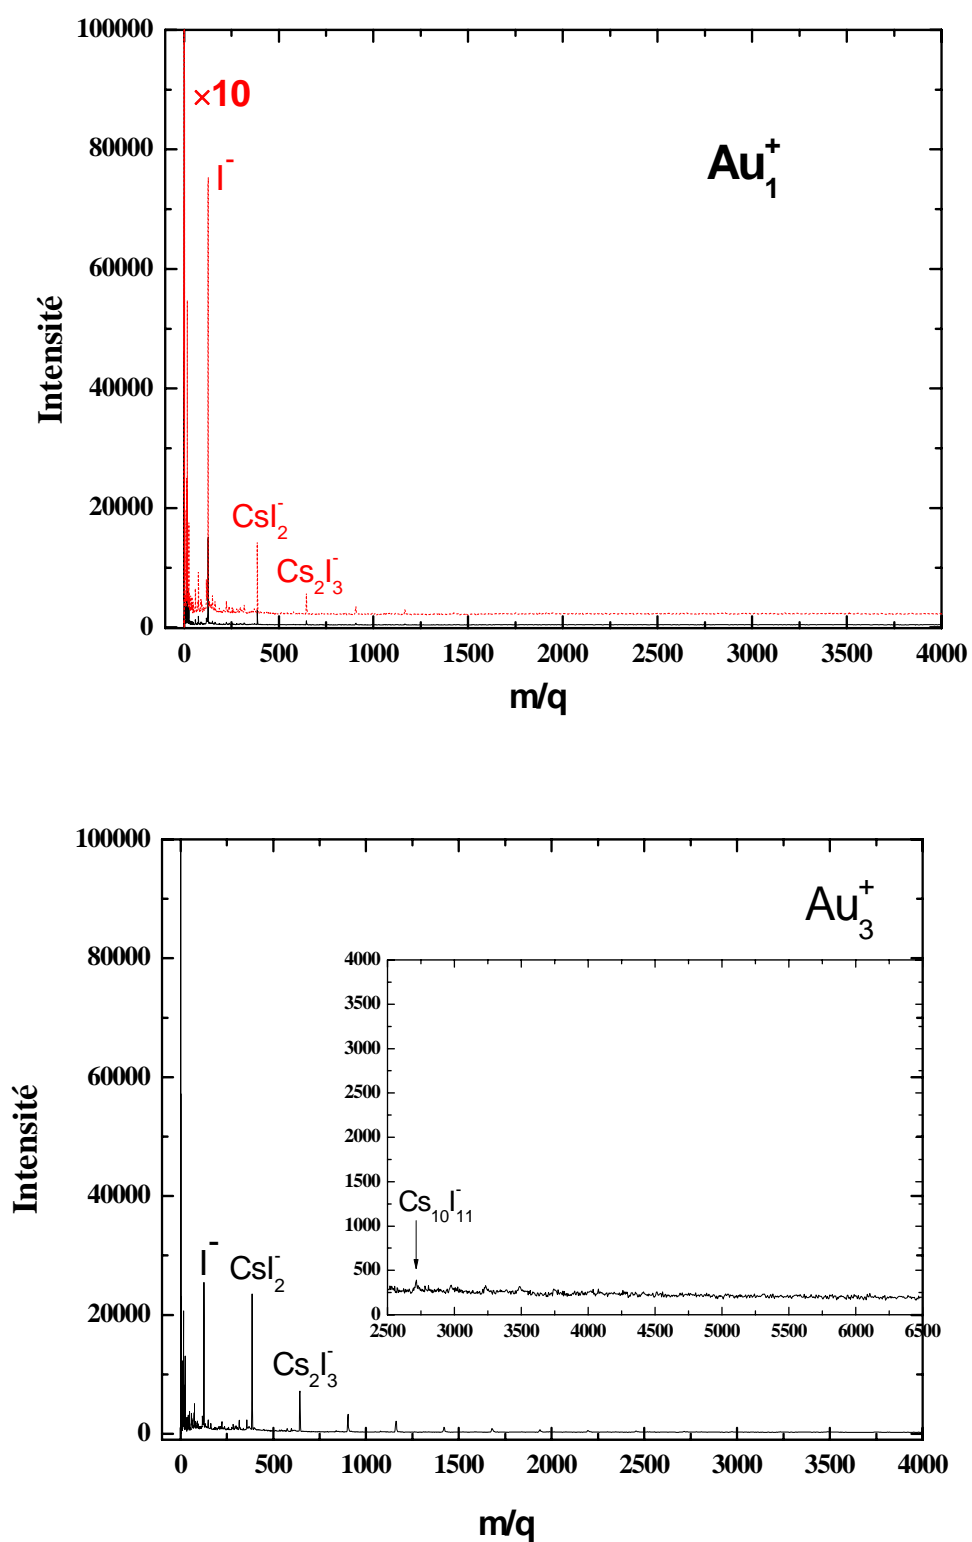 100000
80000
60000
40000
20000
0
Intensité
×10
I⁻
CsI₂⁻
Cs₂I₃⁻
Au₁⁺
0 500 1000 1500 2000 2500 3000 3500 4000
m/q
100000
80000
60000
40000
20000
0
Intensité
Au₃⁺
I⁻
CsI₂⁻
Cs₂I₃⁻
4000
3500
3000
2500
2000
1500
1000
500
0
Cs₁₀I₁₁⁻
2500 3000 3500 4000 4500 5000 5500 6000 6500
0 500 1000 1500 2000 2500 3000 3500 4000
m/q